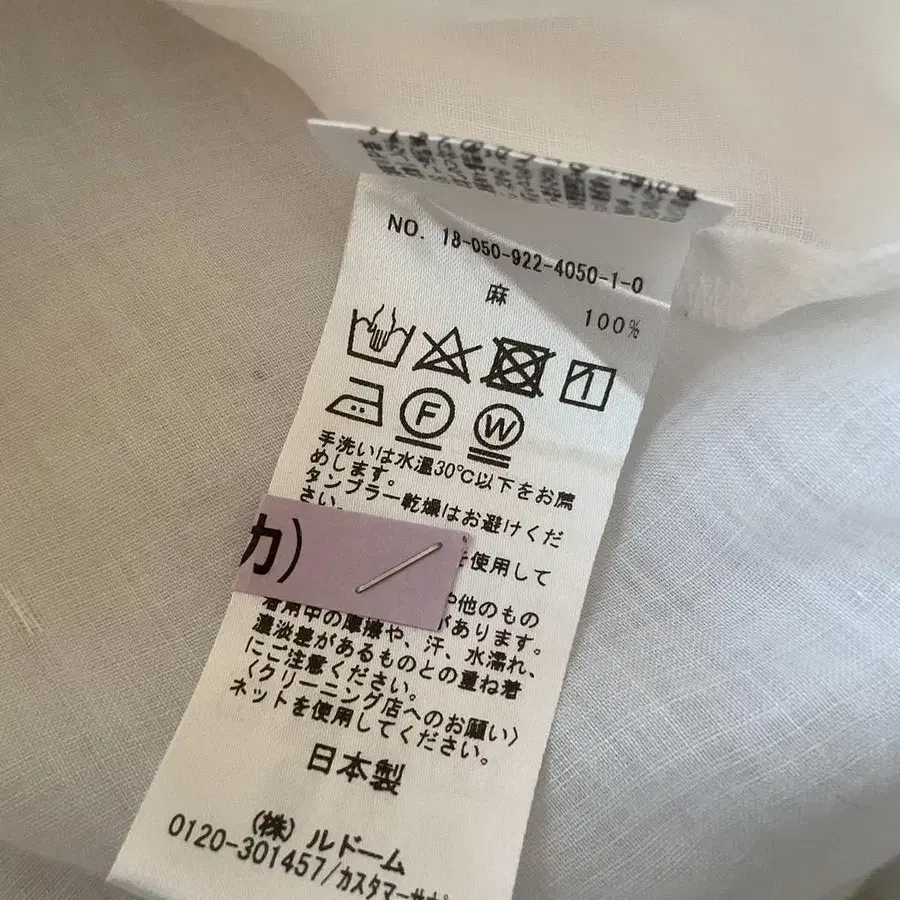 NO. 18-050-922-4050-1-0
麻
100%
F W
手洗いは水温30℃以下をお薦
めします。
タンブラー乾燥はお避けくだ
さい。
カ)
を使用して
や他のもの
があります。
着用中の摩擦や、汗、水濡れ、
濃淡差があるものとの重ね着
にご注意ください。
〈クリーニング店へのお願い〉
ネットを使用してください。
日本製
(株) ルドーム
0120-301457/カスタマーサ